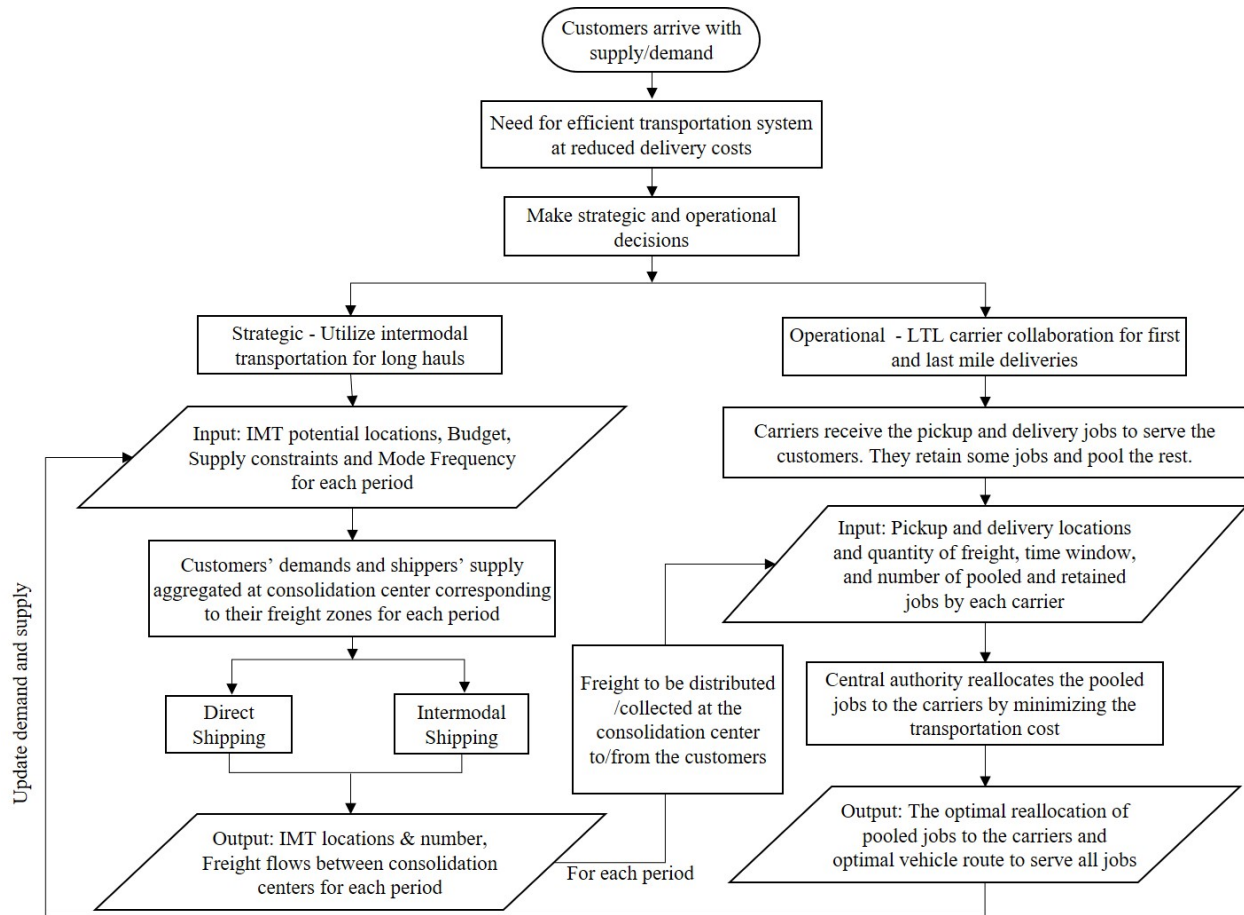 Customers arrive with
supply/demand
Need for efficient transportation system
at reduced delivery costs
Make strategic and operational
decisions
Strategic - Utilize intermodal
transportation for long hauls
Operational - LTL carrier collaboration for first
and last mile deliveries
Input: IMT potential locations, Budget,
Supply constraints and Mode Frequency
for each period
Carriers receive the pickup and delivery jobs to serve the
customers. They retain some jobs and pool the rest.
Customers’ demands and shippers’ supply
aggregated at consolidation center corresponding
to their freight zones for each period
Input: Pickup and delivery locations
and quantity of freight, time window,
and number of pooled and retained
jobs by each carrier
Direct
Shipping
Intermodal
Shipping
Freight to be distributed
/collected at the
consolidation center
to/from the customers
Central authority reallocates the pooled
jobs to the carriers by minimizing the
transportation cost
Output: IMT locations & number,
Freight flows between consolidation
centers for each period
For each period
Output: The optimal reallocation of
pooled jobs to the carriers and
optimal vehicle route to serve all jobs
Update demand and supply